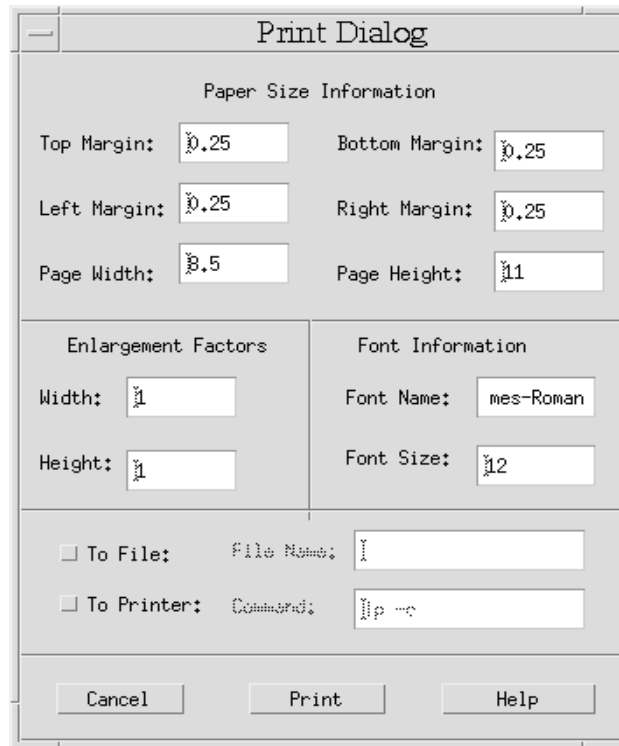 Print Dialog
Paper Size Information
Top Margin: 0.25 Bottom Margin: 0.25
Left Margin: 0.25 Right Margin: 0.25
Page Width: 8.5 Page Height: 11
Enlargement Factors Font Information
Width: 1 Font Name: mes-Roman
Height: 1 Font Size: 12
To File: File Name:
To Printer: Command: lp -c
Cancel Print Help